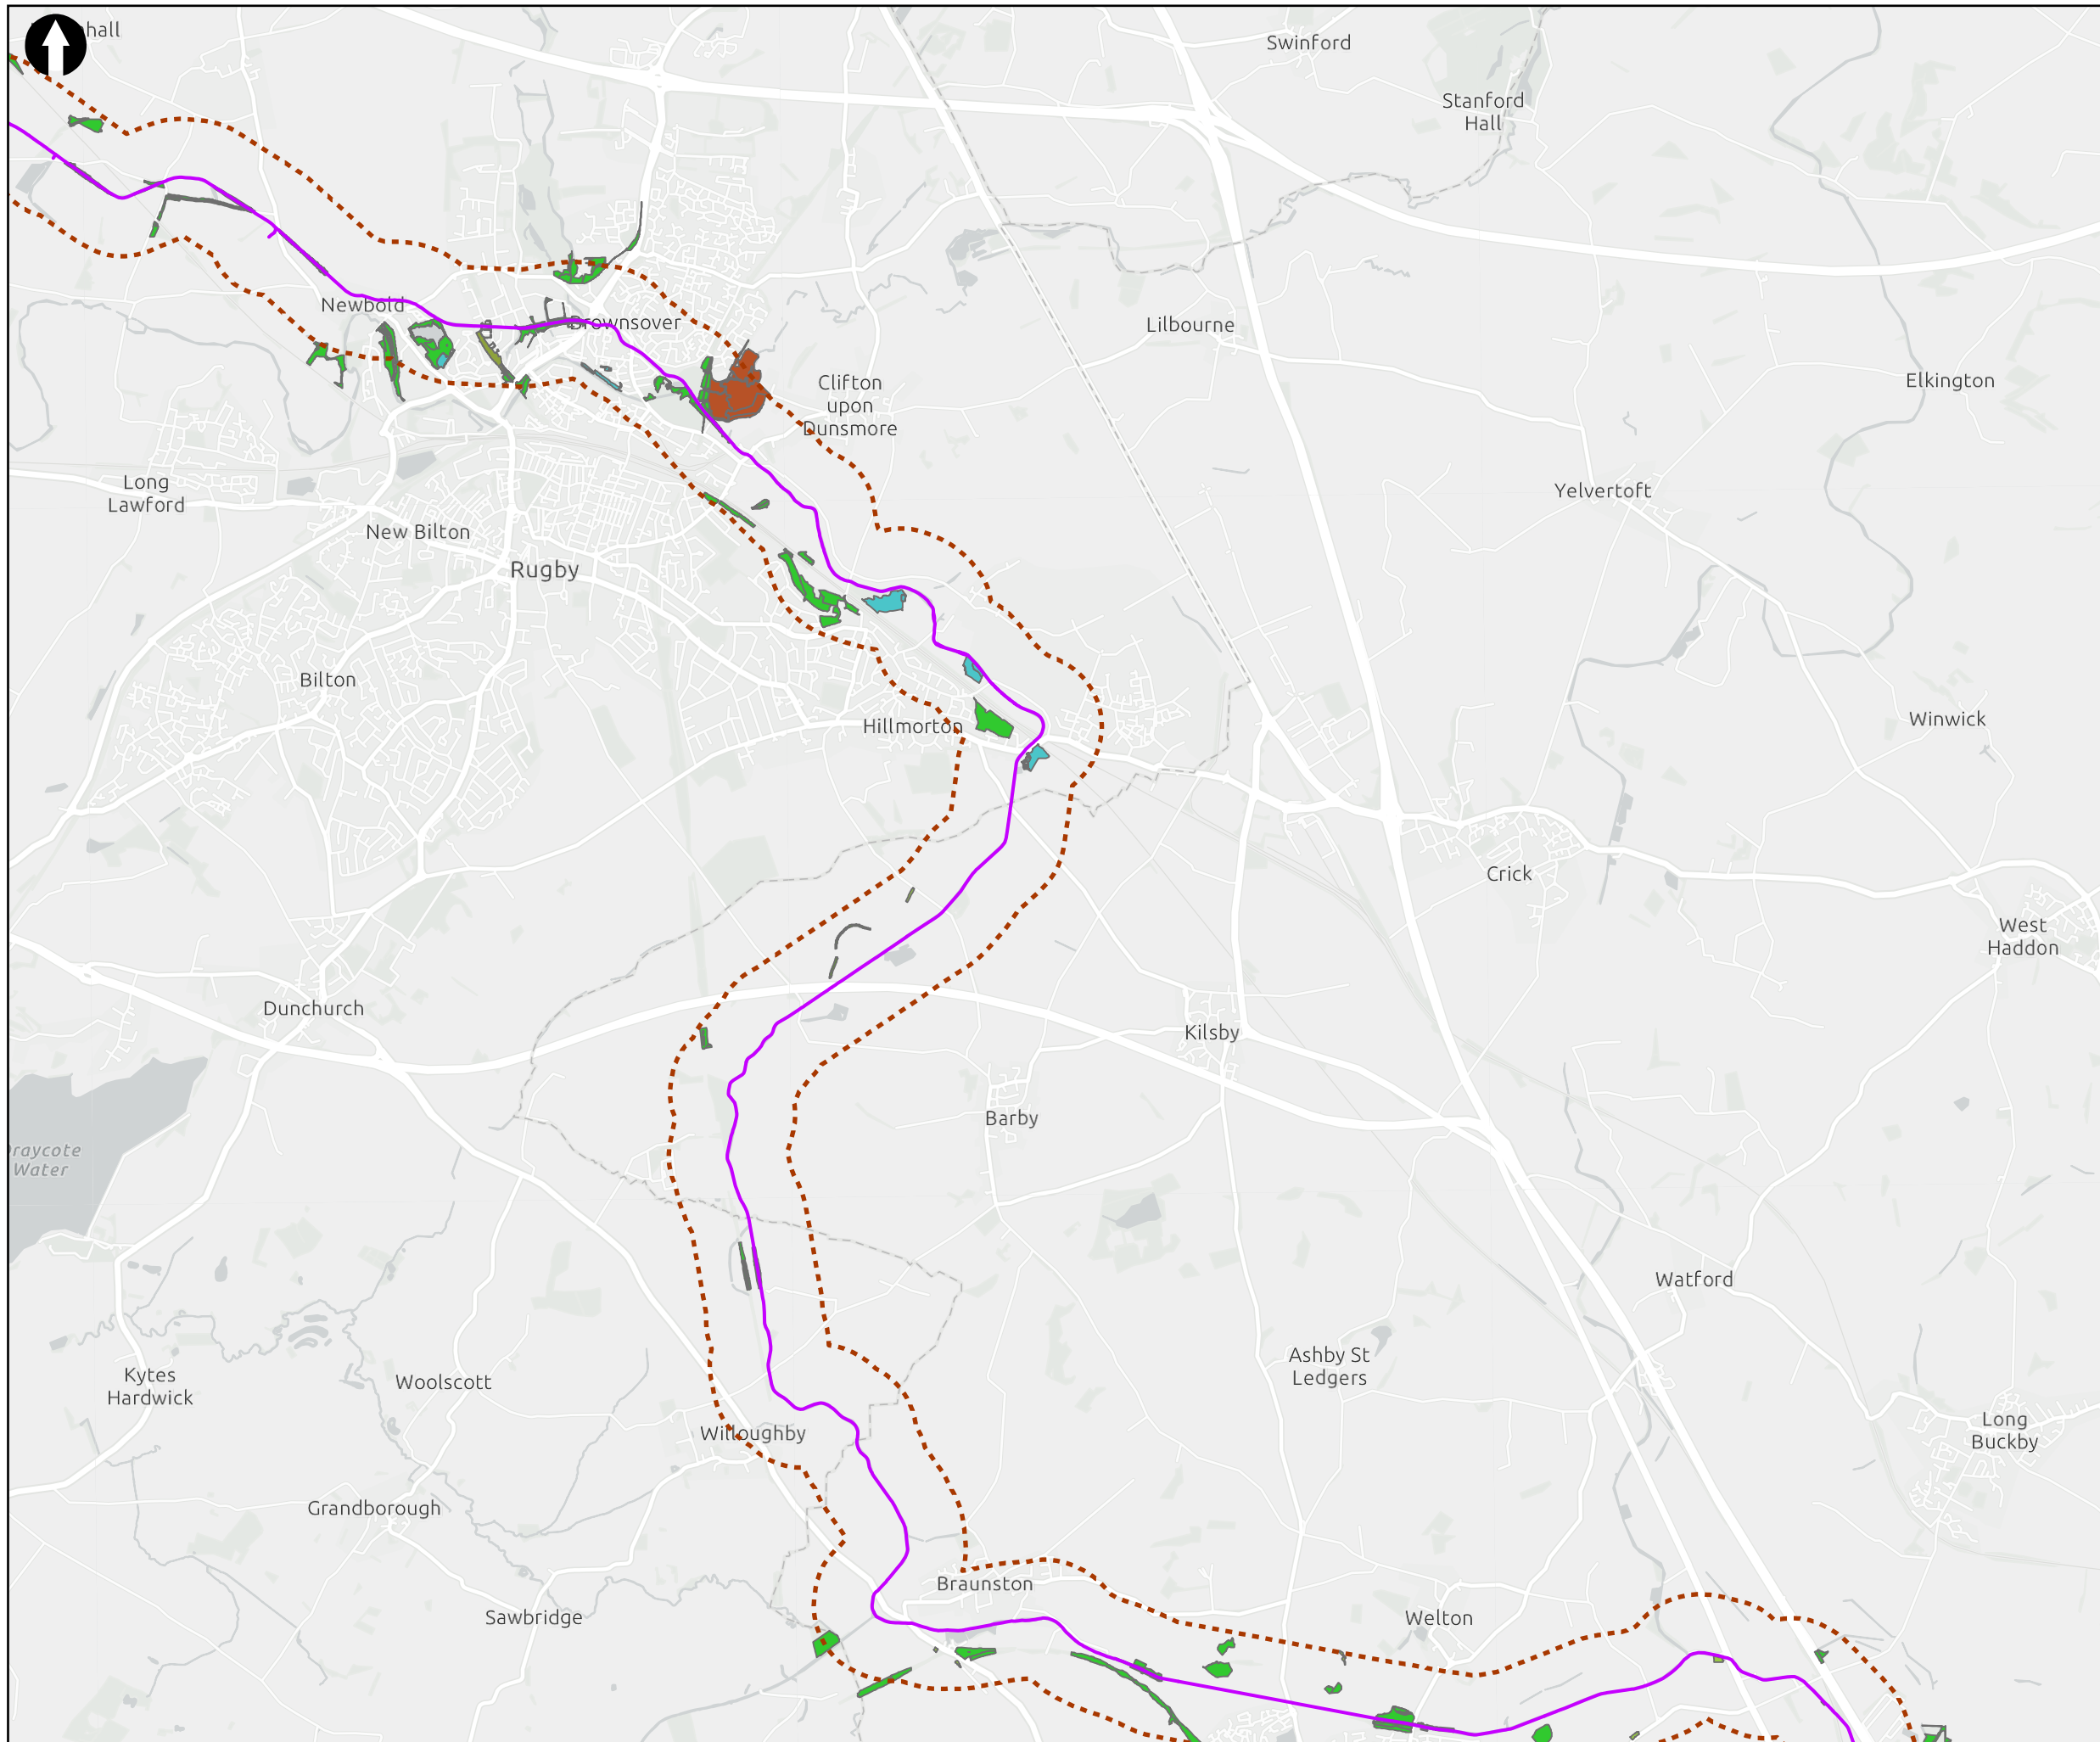 Swinford
Stanford
Hall
Newbold
Brownsover
Lilbourne
Clifton
upon
Dunsmore
Elkington
Long
Lawford
Yelvertoft
New Bilton
Rugby
Bilton
Hillmorton
Winwick
Crick
West
Haddon
Dunchurch
Kilsby
Barby
Water
Watford
Kytes
Hardwick
Woolscott
Ashby St
Ledgers
Willoughby
Long
Buckby
Grandborough
Braunston
Sawbridge
Welton